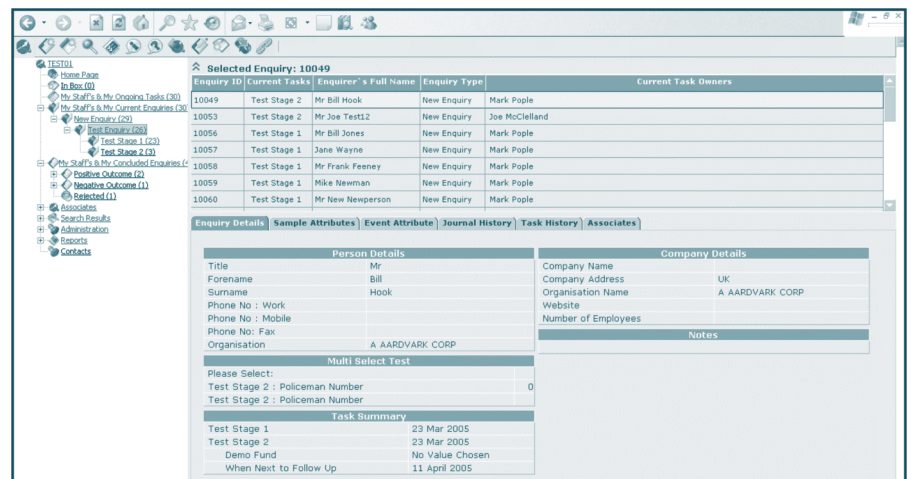 TEST01
Home Page
In Box (0)
My Staff's & My Ongoing Tasks (30)
My Staff's & My Current Enquiries (30
New Enquiry (29)
Test Enquiry (26)
Test Stage 1 (23)
Test Stage 2 (3)
My Staff's & My Concluded Enquiries (
Positive Outcome (2)
Negative Outcome (1)
Rejected (1)
Associates
Search Results
Administration
Reports
Contacts
Selected Enquiry: 10049
Enquiry ID Current Tasks Enquirer`s Full Name Enquiry Type Current Task Owners
10049 Test Stage 2 Mr Bill Hook New Enquiry Mark Pople
10053 Test Stage 2 Mr Joe Test12 New Enquiry Joe McClelland
10056 Test Stage 1 Mr Bill Jones New Enquiry Mark Pople
10057 Test Stage 1 Jane Wayne New Enquiry Mark Pople
10058 Test Stage 1 Mr Frank Feeney New Enquiry Mark Pople
10059 Test Stage 1 Mike Newman New Enquiry Mark Pople
10060 Test Stage 1 Mr New Newperson New Enquiry Mark Pople
Enquiry Details Sample Attributes Event Attribute Journal History Task History Associates
Person Details
Title Mr
Forename Bill
Surname Hook
Phone No : Work
Phone No : Mobile
Phone No: Fax
Organisation A AARDVARK CORP
Multi Select Test
Please Select:
Test Stage 2 : Policeman Number 0
Test Stage 2 : Policeman Number
Task Summary
Test Stage 1 23 Mar 2005
Test Stage 2 23 Mar 2005
Demo Fund No Value Chosen
When Next to Follow Up 11 April 2005
Company Details
Company Name
Company Address UK
Organisation Name A AARDVARK CORP
Website
Number of Employees
Notes